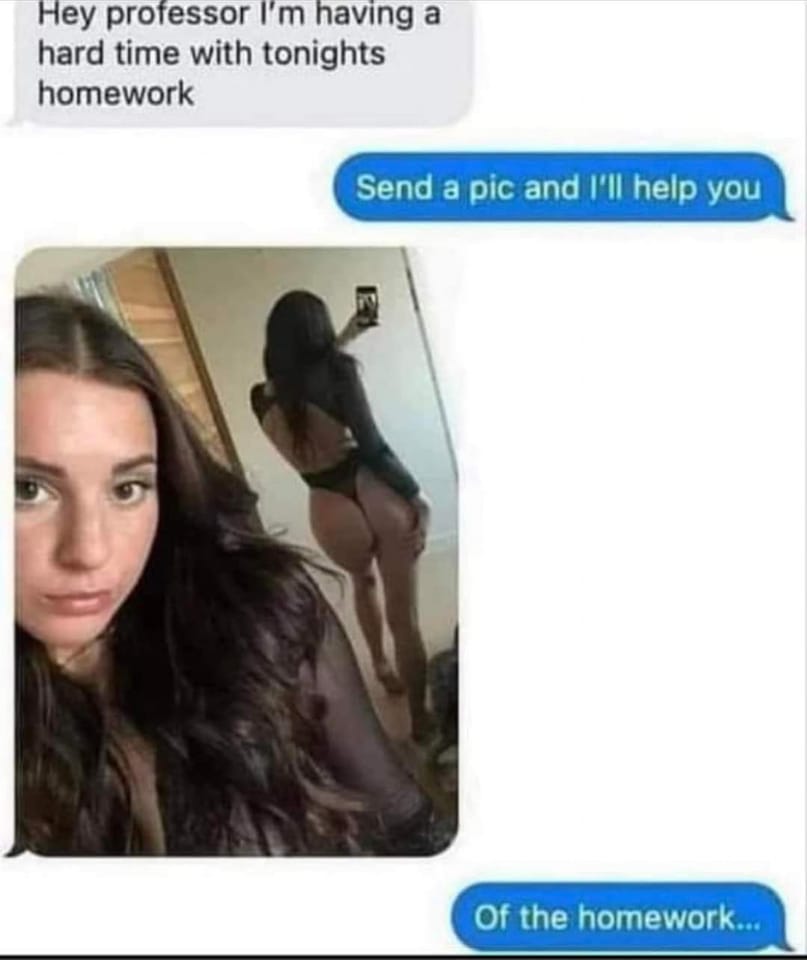 Hey professor I'm having a
hard time with tonights
homework
Send a pic and I'll help you
Of the homework...